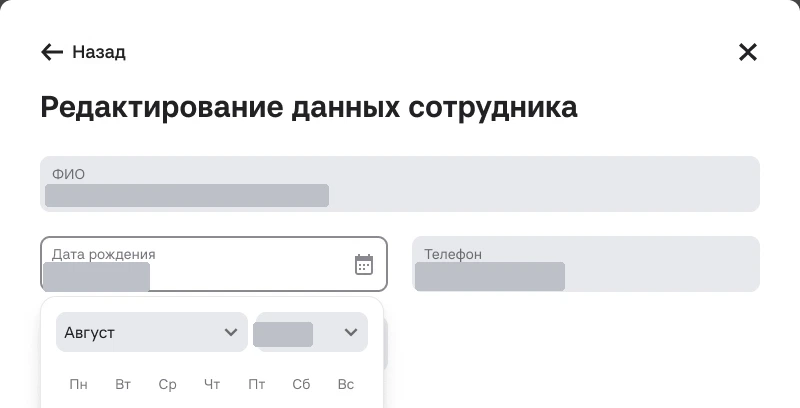 Назад
Редактирование данных сотрудника
ФИО
Дата рождения
Телефон
Август
Пн Вт Ср Чт Пт Сб Вс